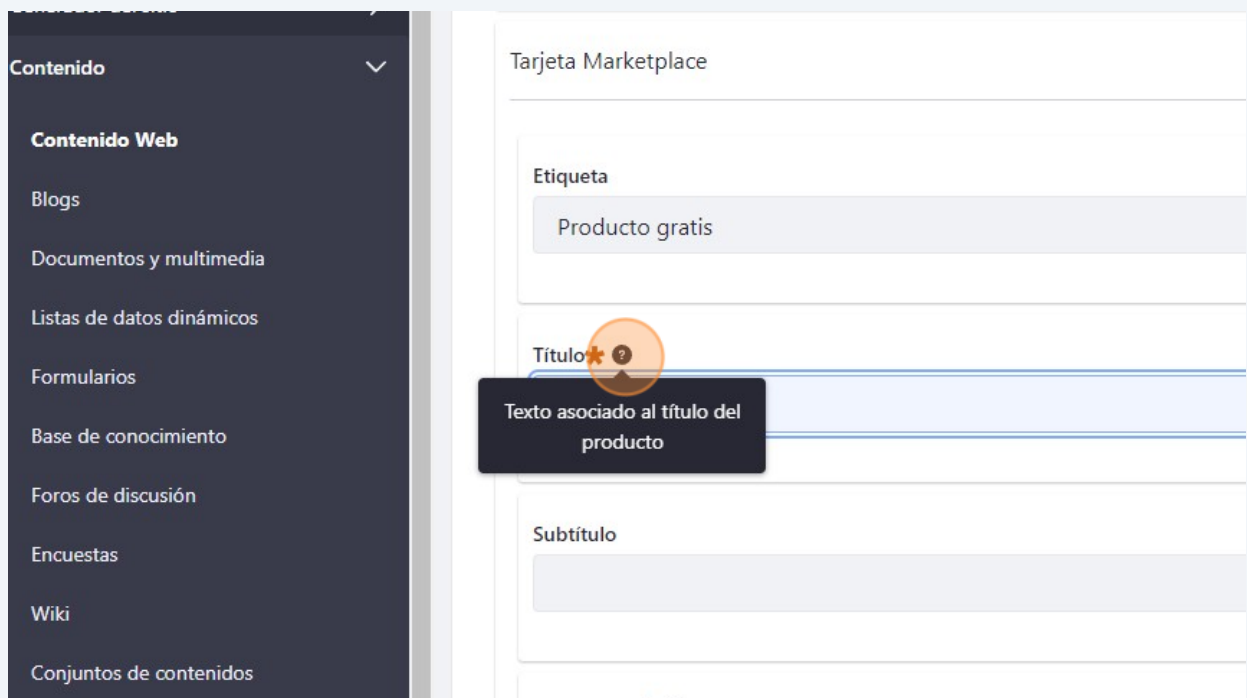 Contenido
Contenido Web
Blogs
Documentos y multimedia
Listas de datos dinámicos
Formularios
Base de conocimiento
Foros de discusión
Encuestas
Wiki
Conjuntos de contenidos
Tarjeta Marketplace
Etiqueta
Producto gratis
Título* ?
Texto asociado al título del
producto
Subtítulo